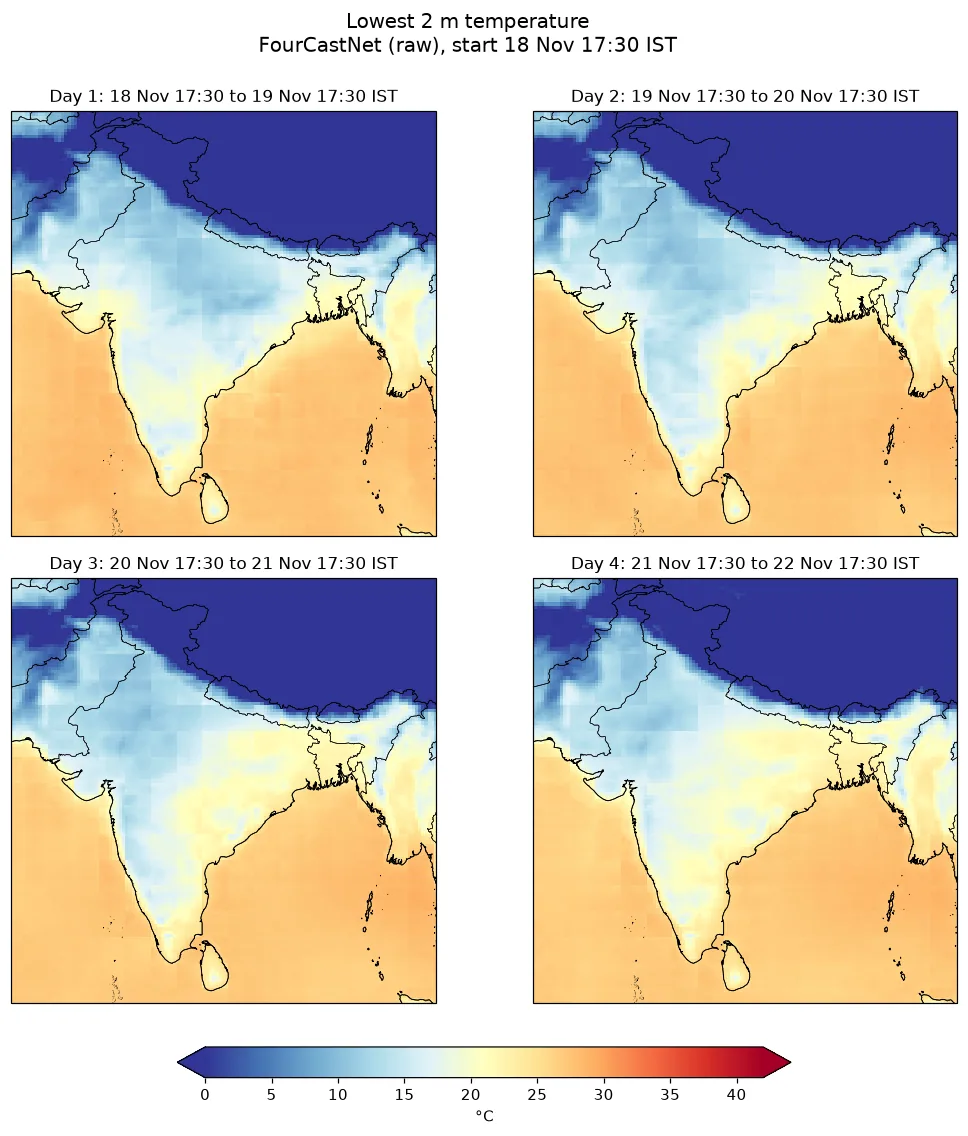 Lowest 2 m temperature
FourCastNet (raw), start 18 Nov 17:30 IST
Day 1: 18 Nov 17:30 to 19 Nov 17:30 IST
Day 2: 19 Nov 17:30 to 20 Nov 17:30 IST
Day 3: 20 Nov 17:30 to 21 Nov 17:30 IST
Day 4: 21 Nov 17:30 to 22 Nov 17:30 IST
0 5 10 15 20 25 30 35 40
°C